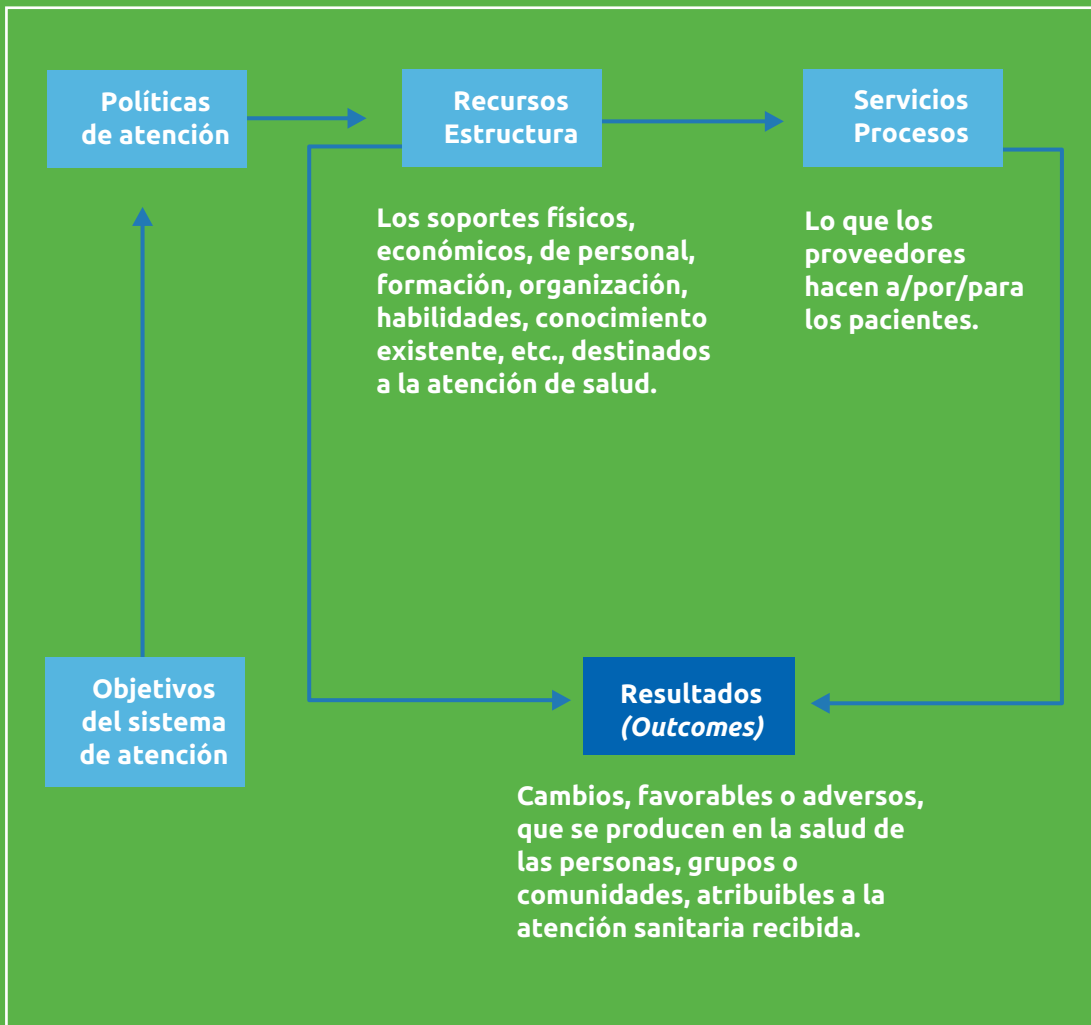 Políticas
de atención
Recursos
Estructura
Servicios
Procesos
Los soportes físicos,
económicos, de personal,
formación, organización,
habilidades, conocimiento
existente, etc., destinados
a la atención de salud.
Lo que los
proveedores
hacen a/por/para
los pacientes.
Objetivos
del sistema
de atención
Resultados
(Outcomes)
Cambios, favorables o adversos,
que se producen en la salud de
las personas, grupos o
comunidades, atribuibles a la
atención sanitaria recibida.